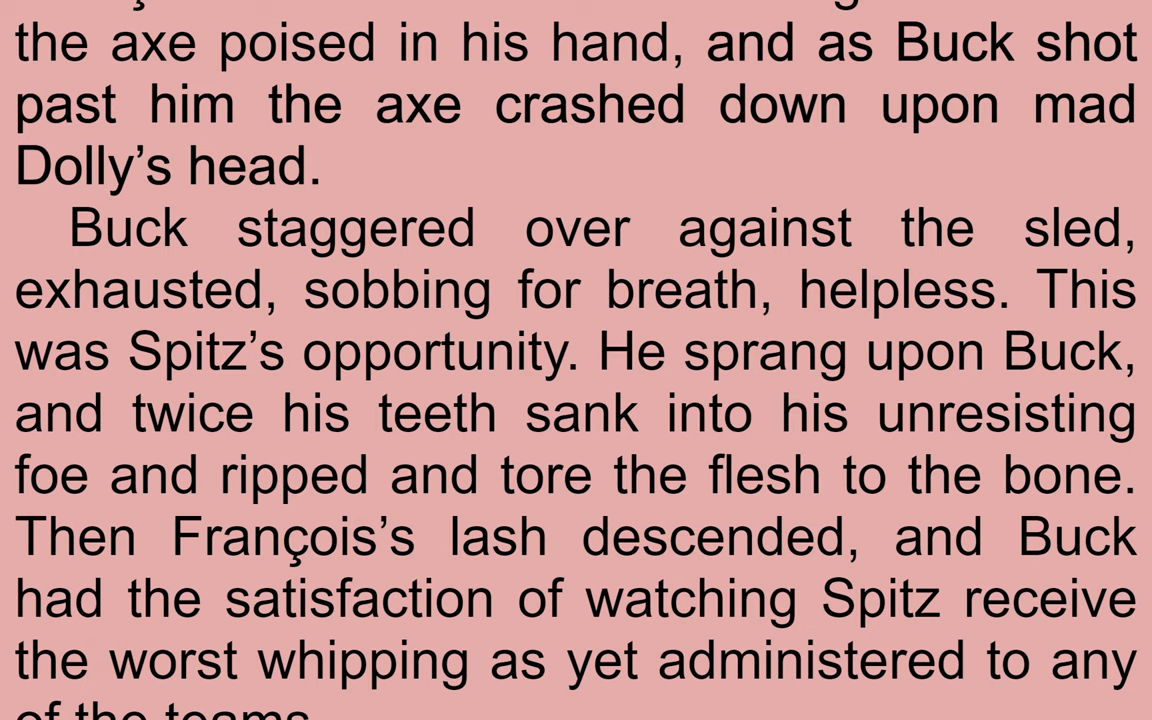 the axe poised in his hand, and as Buck shot
past him the axe crashed down upon mad
Dolly’s head.
Buck staggered over against the sled,
exhausted, sobbing for breath, helpless. This
was Spitz’s opportunity. He sprang upon Buck,
and twice his teeth sank into his unresisting
foe and ripped and tore the flesh to the bone.
Then François’s lash descended, and Buck
had the satisfaction of watching Spitz receive
the worst whipping as yet administered to any
of the teams.